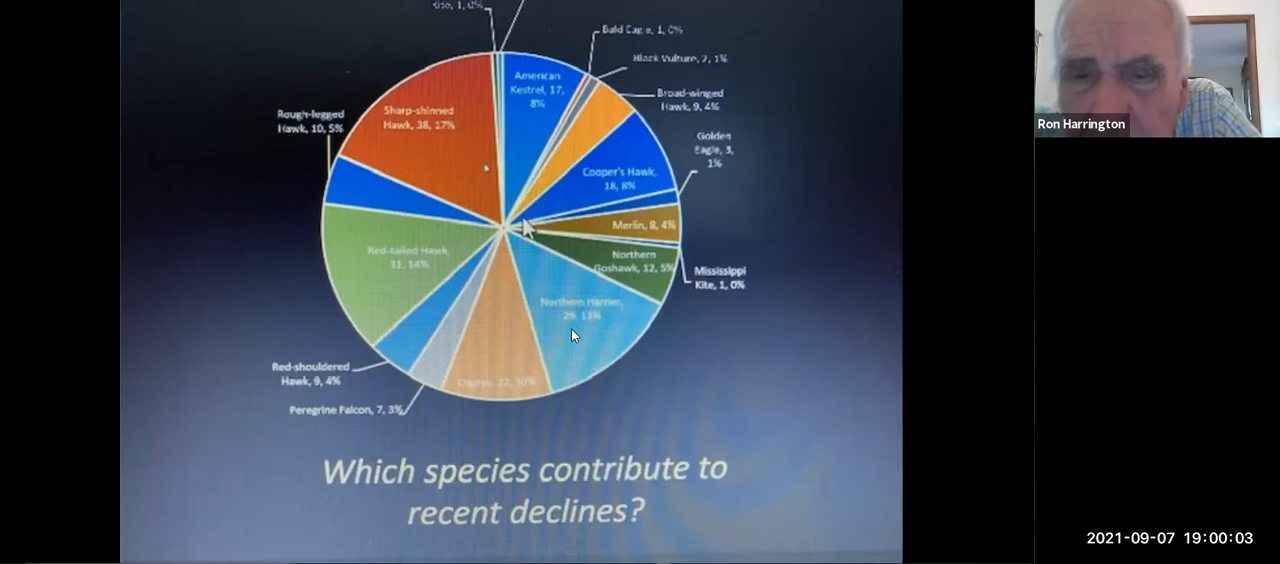 Kite, 1, 0%
Bald Eagle, 1, 0%
American
Kestrel, 17,
8%
Black Vulture, 2, 1%
Broad-winged
Hawk, 9, 4%
Rough-legged
Hawk, 10, 5%
Sharp-shinned
Hawk, 38, 17%
Golden
Eagle, 3,
1%
Cooper's Hawk,
18, 8%
Merlin, 8, 4%
Red-tailed Hawk,
31, 14%
Northern
Goshawk, 12, 5%
Mississippi
Kite, 1, 0%
Northern Harrier,
29, 13%
Red-shouldered
Hawk, 9, 4%
Osprey, 22, 10%
Peregrine Falcon, 7, 3%
Which species contribute to
recent declines?
Ron Harrington
2021-09-07 19:00:03